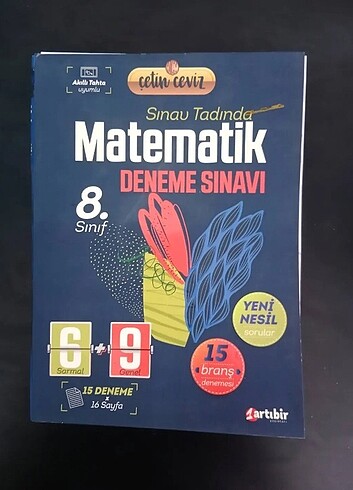 Akıllı Tahta
uyumlu
çetin ceviz
Sınav Tadında
Matematik
DENEME SINAVI
8.
Sınıf
YENİ
NESİL
sorular
6 + 9
Sarmal Genel
15
branş
denemesi
15 DENEME
x
16 Sayfa
artıbir